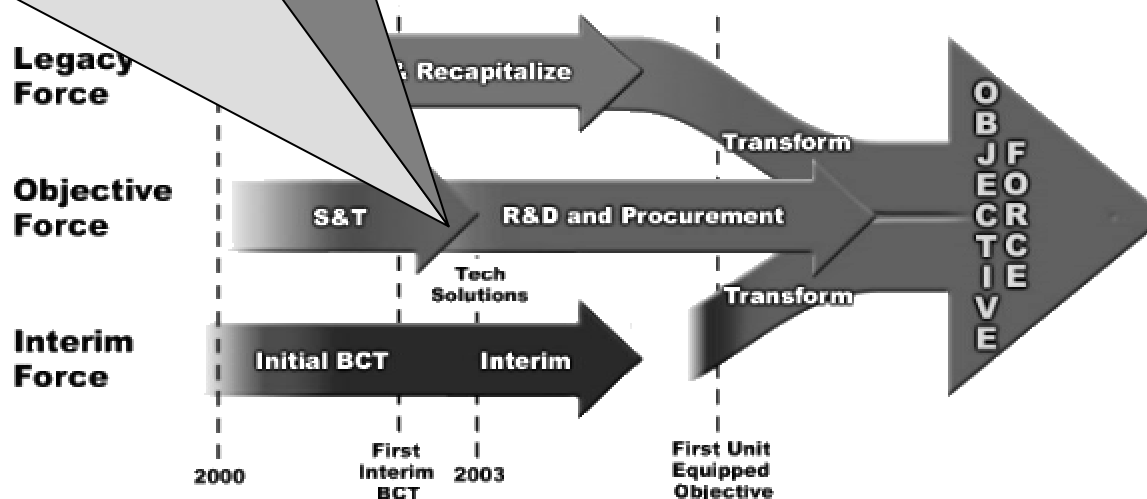 Legacy
Force
& Recapitalize
Transform
Objective
Force
S&T
R&D and Procurement
Tech
Solutions
Transform
Interim
Force
Initial BCT
Interim
OBJECTIVE
FORCE
2000
First
Interim
BCT
2003
First Unit
Equipped
Objective